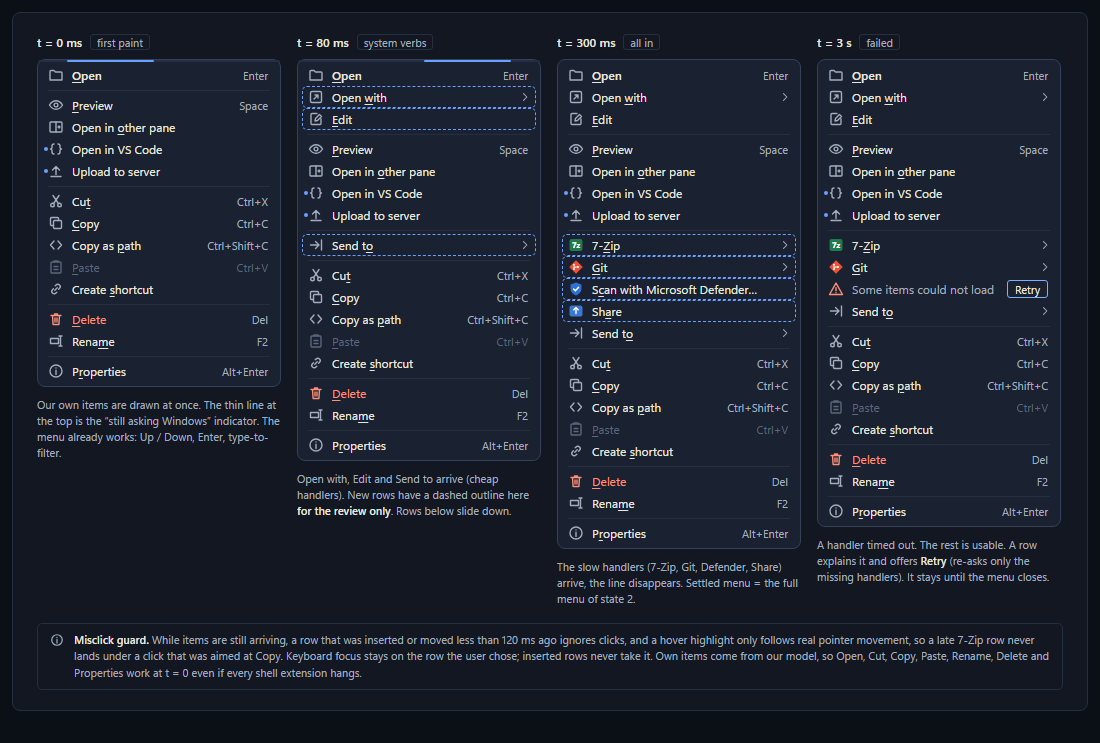 t = 0 ms first paint
Open Enter
Preview Space
Open in other pane
Open in VS Code
Upload to server
Cut Ctrl+X
Copy Ctrl+C
Copy as path Ctrl+Shift+C
Paste Ctrl+V
Create shortcut
Delete Del
Rename F2
Properties Alt+Enter
Our own items are drawn at once. The thin line at
the top is the “still asking Windows” indicator. The
menu already works: Up / Down, Enter, type-to-
filter.
t = 80 ms system verbs
Open Enter
Open with
Edit
Preview Space
Open in other pane
Open in VS Code
Upload to server
Send to
Cut Ctrl+X
Copy Ctrl+C
Copy as path Ctrl+Shift+C
Paste Ctrl+V
Create shortcut
Delete Del
Rename F2
Properties Alt+Enter
Open with, Edit and Send to arrive (cheap
handlers). New rows have a dashed outline here
for the review only. Rows below slide down.
t = 300 ms all in
Open Enter
Open with
Edit
Preview Space
Open in other pane
Open in VS Code
Upload to server
7z 7-Zip
Git
Scan with Microsoft Defender...
Share
Send to
Cut Ctrl+X
Copy Ctrl+C
Copy as path Ctrl+Shift+C
Paste Ctrl+V
Create shortcut
Delete Del
Rename F2
Properties Alt+Enter
The slow handlers (7-Zip, Git, Defender, Share)
arrive, the line disappears. Settled menu = the full
menu of state 2.
t = 3 s failed
Open Enter
Open with
Edit
Preview Space
Open in other pane
Open in VS Code
Upload to server
7z 7-Zip
Git
Some items could not load Retry
Send to
Cut Ctrl+X
Copy Ctrl+C
Copy as path Ctrl+Shift+C
Paste Ctrl+V
Create shortcut
Delete Del
Rename F2
Properties Alt+Enter
A handler timed out. The rest is usable. A row
explains it and offers Retry (re-asks only the
missing handlers). It stays until the menu closes.
Misclick guard. While items are still arriving, a row that was inserted or moved less than 120 ms ago ignores clicks, and a hover highlight only follows real pointer movement, so a late 7-Zip row never
lands under a click that was aimed at Copy. Keyboard focus stays on the row the user chose; inserted rows never take it. Own items come from our model, so Open, Cut, Copy, Paste, Rename, Delete and
Properties work at t = 0 even if every shell extension hangs.